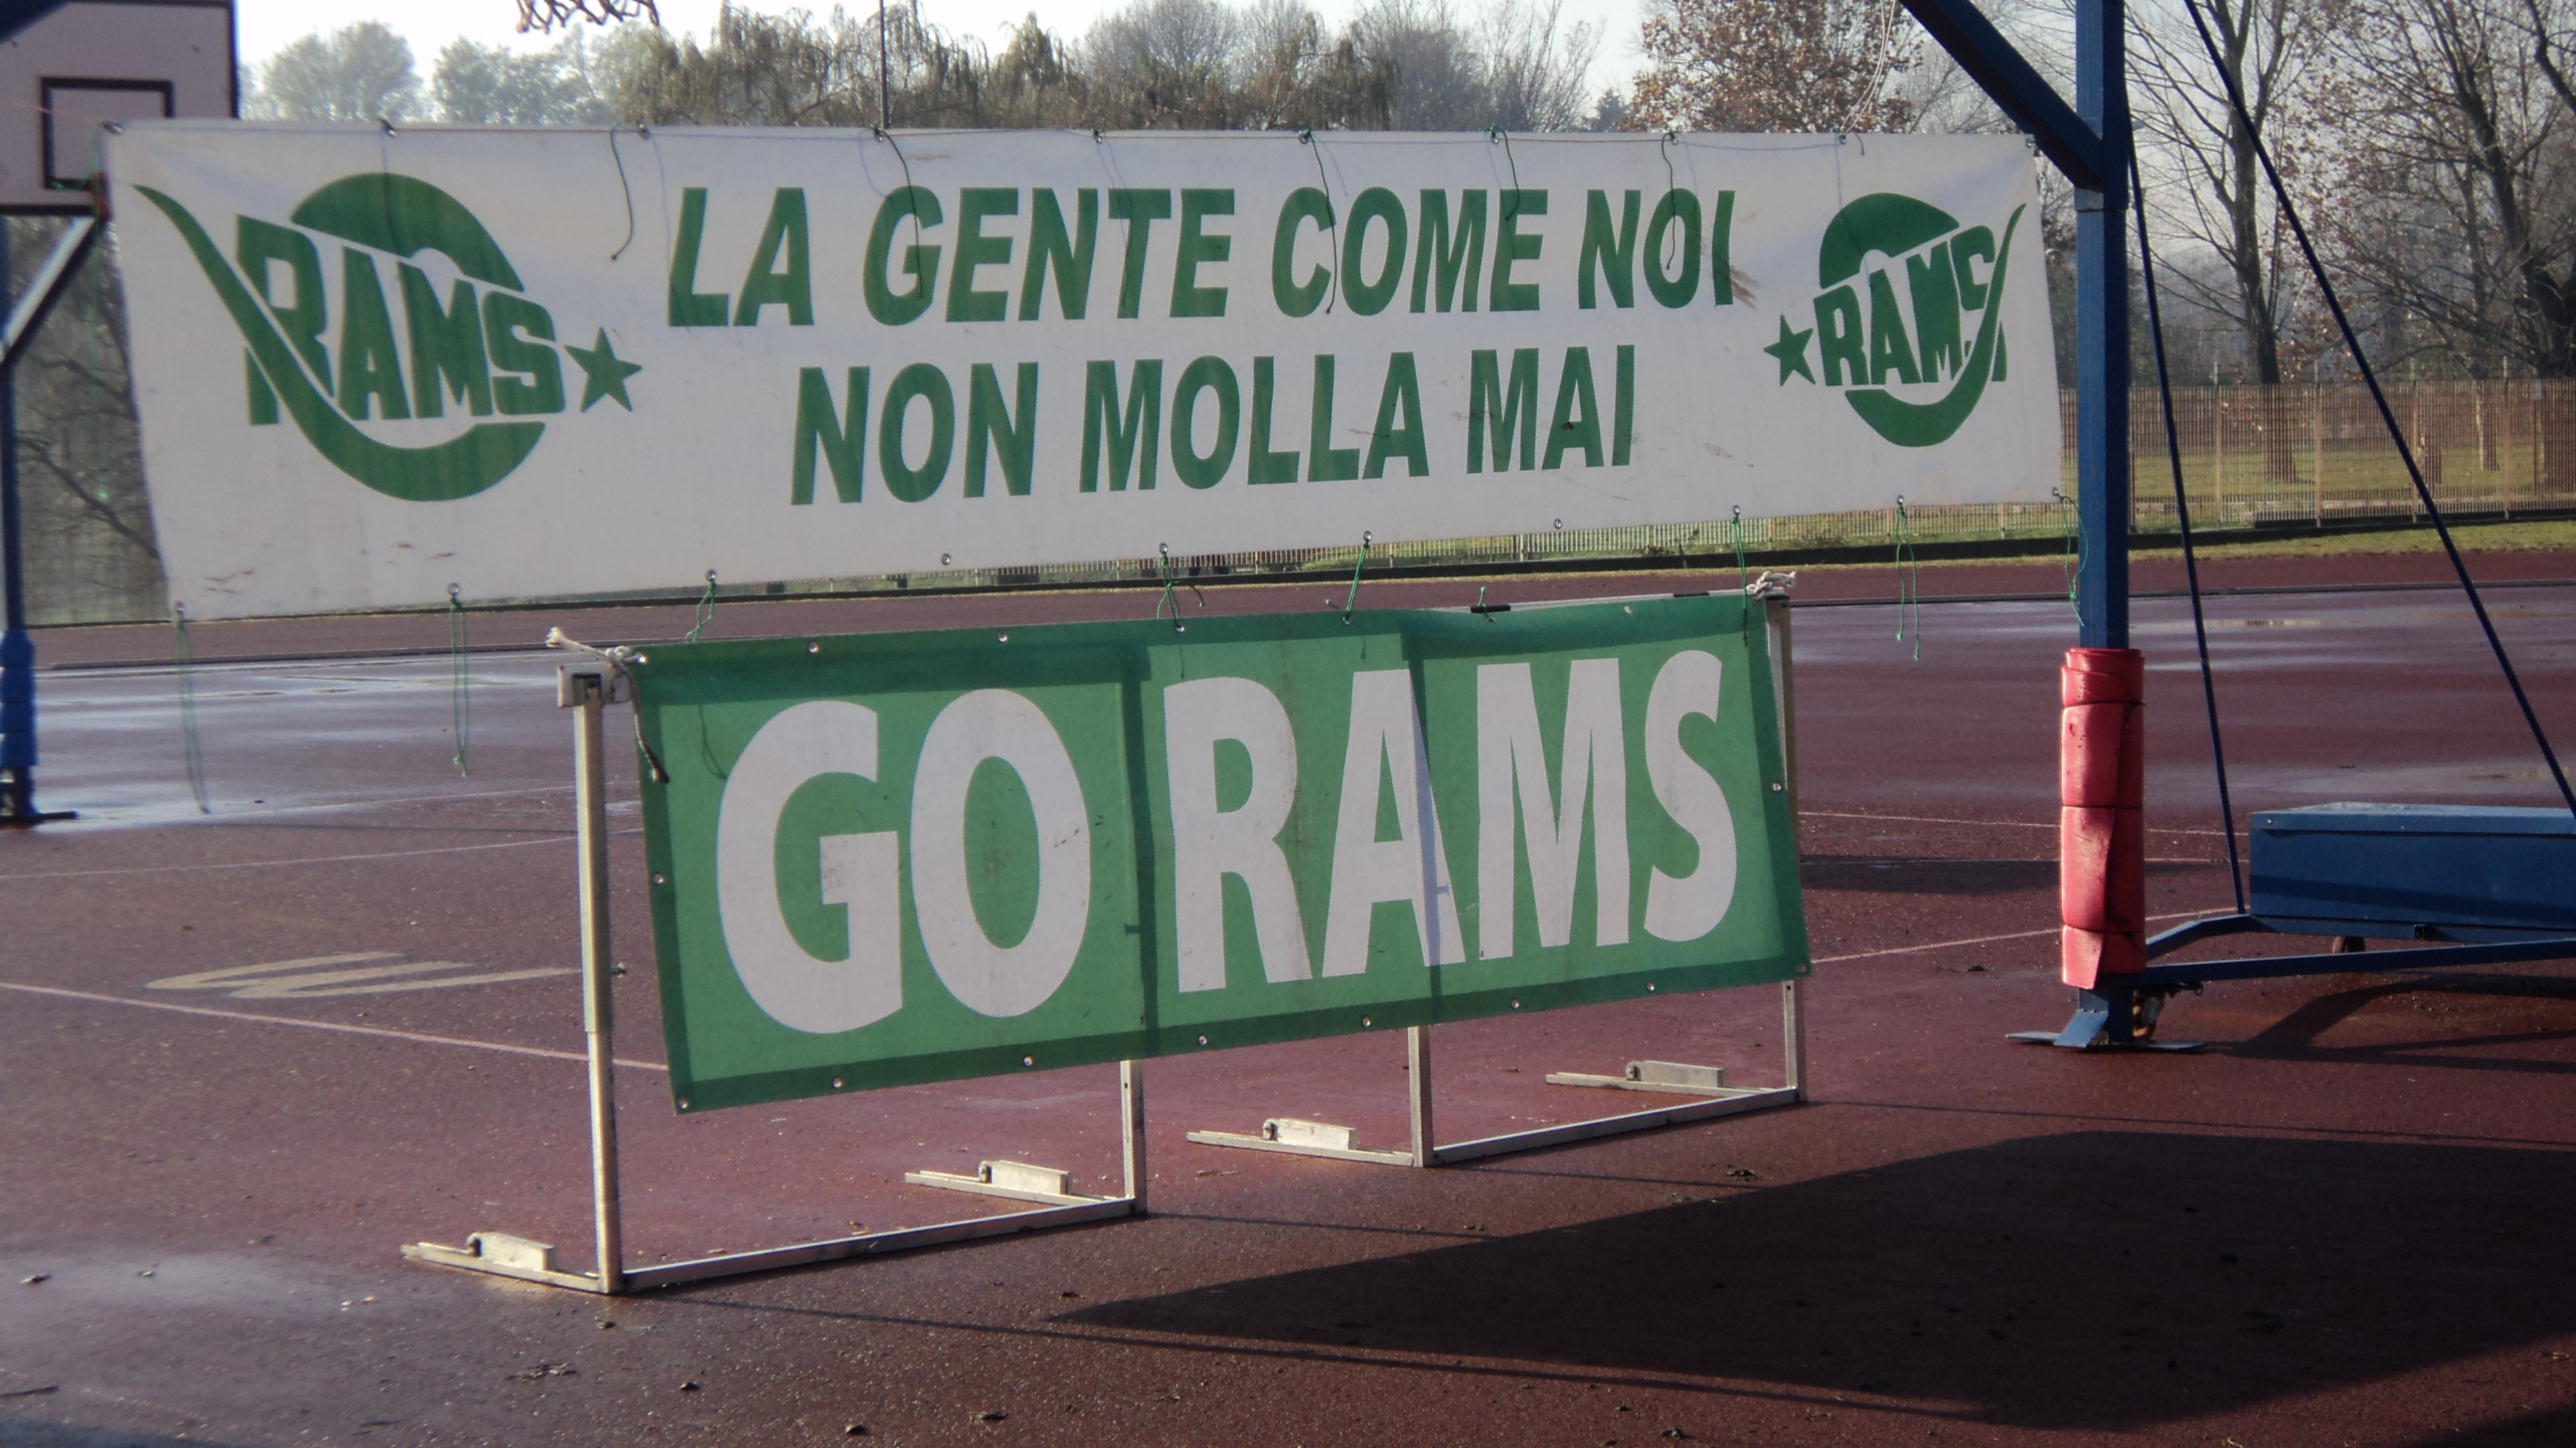 RAMS
LA GENTE COME NOI
NON MOLLA MAI
RAMS
GO RAMS